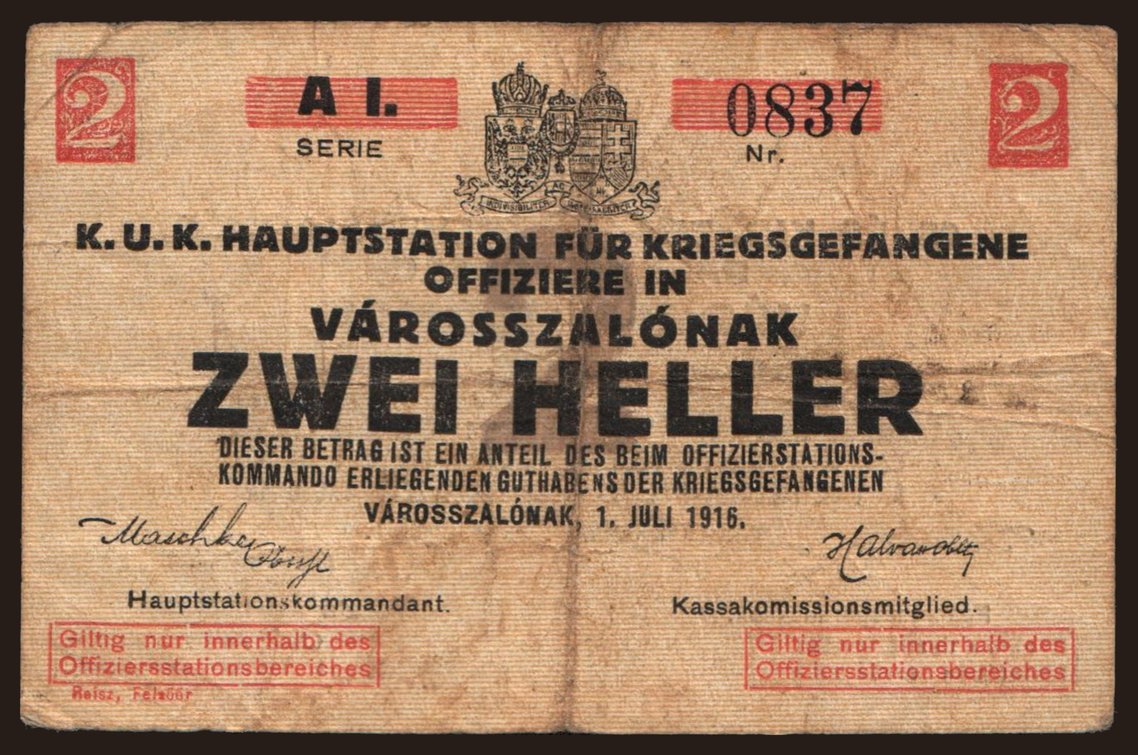 2 A I. 0837 2
SERIE Nr.
K. U. K. HAUPTSTATION FÜR KRIEGSGEFANGENE
OFFIZIERE IN
VÁROSSZALÓNAK
ZWEI HELLER
DIESER BETRAG IST EIN ANTEIL DES BEIM OFFIZIERSTATIONS-
KOMMANDO ERLIEGENDEN GUTHABENS DER KRIEGSGEFANGENEN
VÁROSSZALÓNAK, 1. JULI 1916.
Hauptstationskommandant. Kassakomissionsmitglied.
Giltig nur innerhalb des
Offiziersstationsbereiches
Giltig nur innerhalb des
Offiziersstationsbereiches
Reisz, Felsőőr